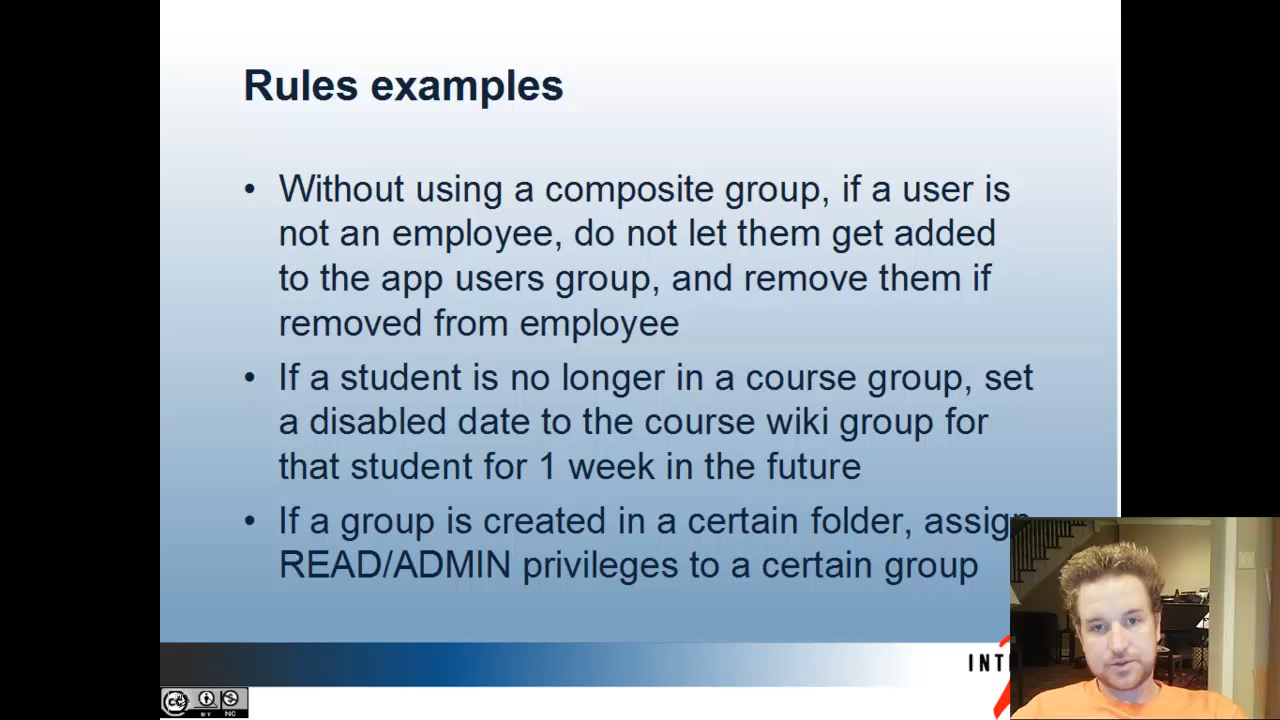 Rules examples
• Without using a composite group, if a user is
not an employee, do not let them get added
to the app users group, and remove them if
removed from employee
• If a student is no longer in a course group, set
a disabled date to the course wiki group for
that student for 1 week in the future
• If a group is created in a certain folder, assign
READ/ADMIN privileges to a certain group
INT
cc
BY NC